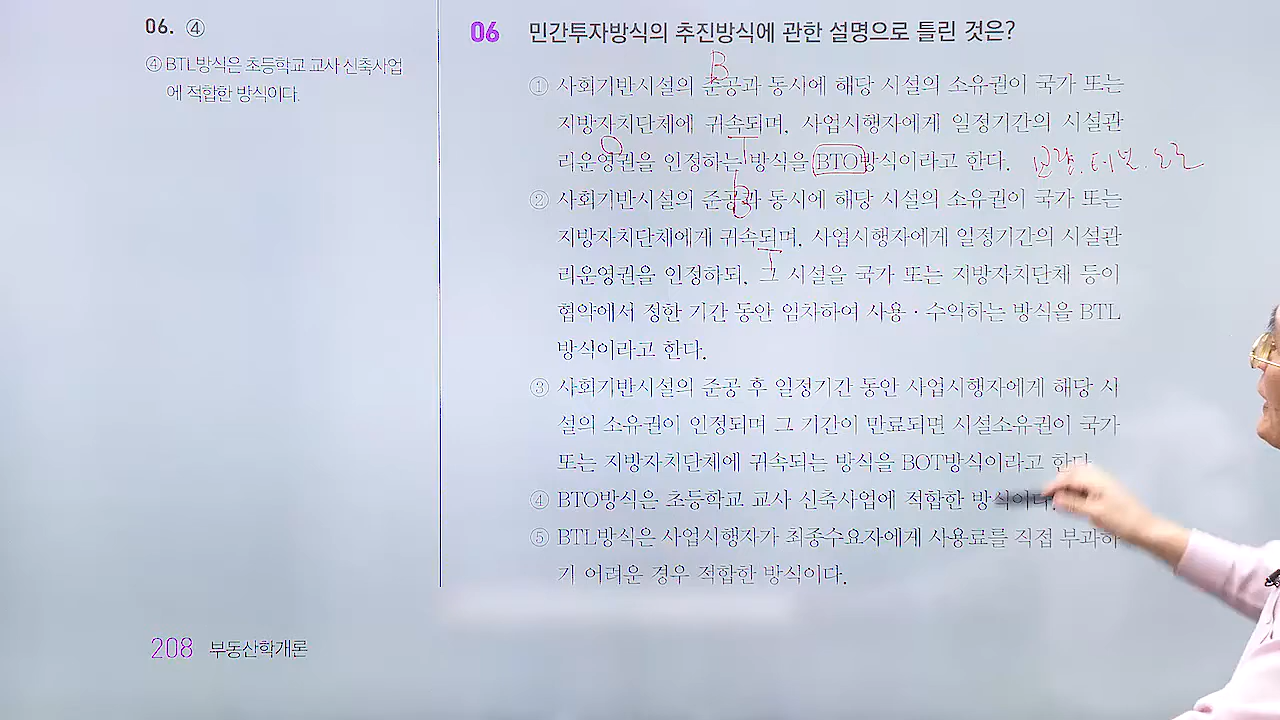 06. ④
④ BTL방식은 초등학교 교사 신축사업
에 적합한 방식이다.
06 민간투자방식의 추진방식에 관한 설명으로 틀린 것은?
B
① 사회기반시설의 준공과 동시에 해당 시설의 소유권이 국가 또는
지방자치단체에 귀속되며, 사업시행자에게 일정기간의 시설관
O T
리운영권을 인정하는 방식을 BTO방식이라고 한다.
② 사회기반시설의 준공과 동시에 해당 시설의 소유권이 국가 또는
B
지방자치단체에게 귀속되며, 사업시행자에게 일정기간의 시설관
T
리운영권을 인정하되, 그 시설을 국가 또는 지방자치단체 등이
협약에서 정한 기간 동안 임차하여 사용·수익하는 방식을 BTL
방식이라고 한다.
③ 사회기반시설의 준공 후 일정기간 동안 사업시행자에게 해당 시
설의 소유권이 인정되며 그 기간이 만료되면 시설소유권이 국가
또는 지방자치단체에 귀속되는 방식을 BOT방식이라고 한다.
④ BTO방식은 초등학교 교사 신축사업에 적합한 방식이다.
⑤ BTL방식은 사업시행자가 최종수요자에게 사용료를 직접 부과하
기 어려운 경우 적합한 방식이다.
208 부동산학개론